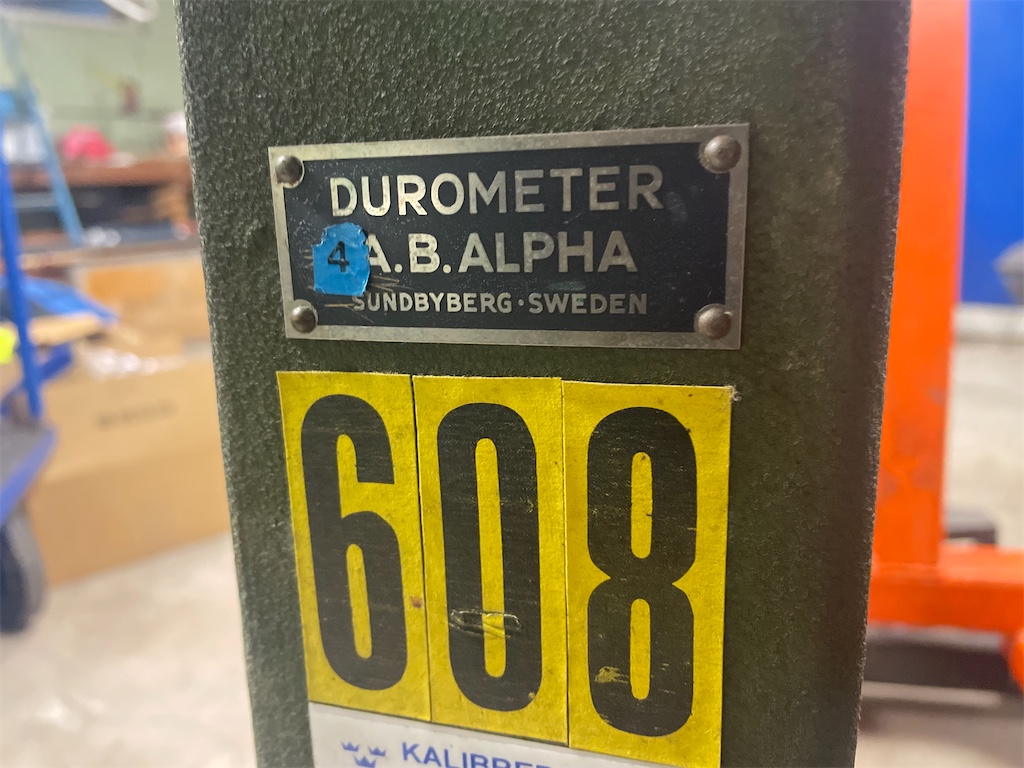 DUROMETER
4 A.B. ALPHA
SUNDBYBERG · SWEDEN
608